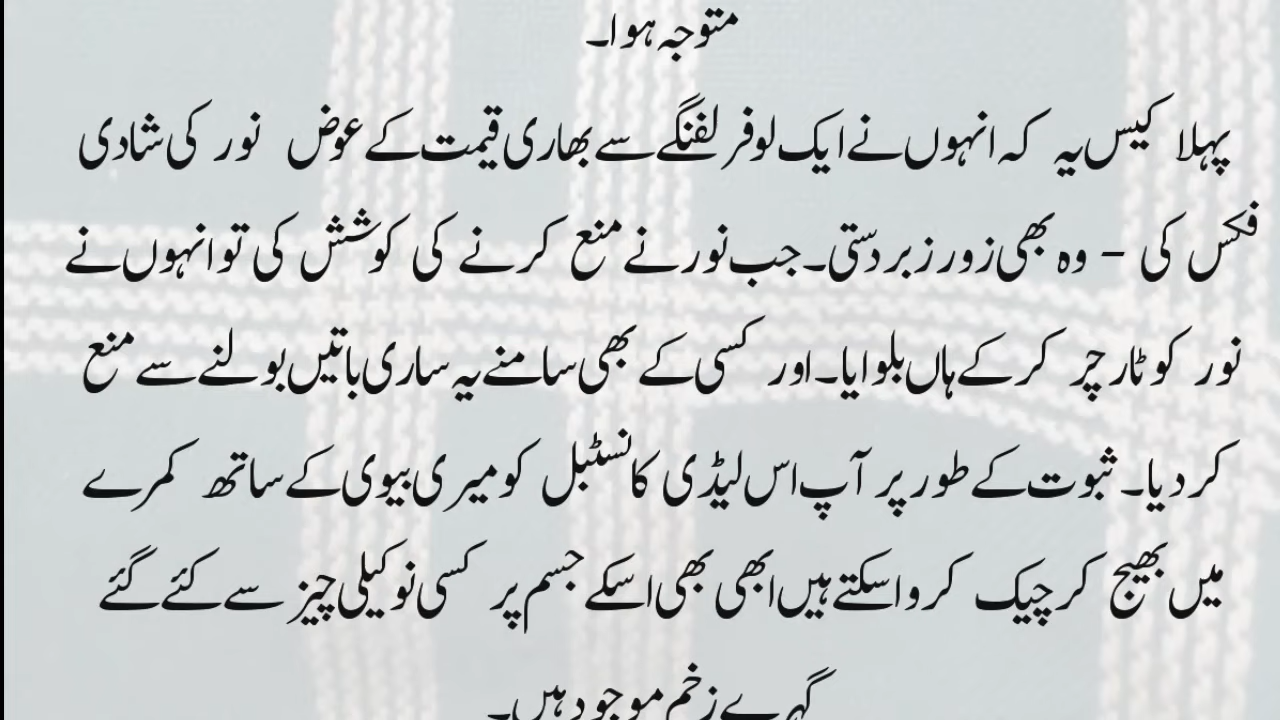 متوجہ ہوا۔
پہلا کیس یہ کہ انہوں نے ایک لوفر لفنگے سے بھاری قیمت کے عوض نور کی شادی
فکس کی – وہ بھی زور زبردستی۔ جب نور نے منع کرنے کی کوشش کی تو انہوں نے
نور کو ٹارچر کر کے ہاں بلوایا۔ اور کسی کے بھی سامنے یہ ساری باتیں بولنے سے منع
کر دیا۔ ثبوت کے طور پر آپ اس لیڈی کانسٹبل کو میری بیوی کے ساتھ کمرے
میں بھیج کر چیک کروا سکتے ہیں ابھی بھی اسکے جسم پر کسی نوکیلی چیز سے کئے گئے
گہرے زخم موجود ہیں۔